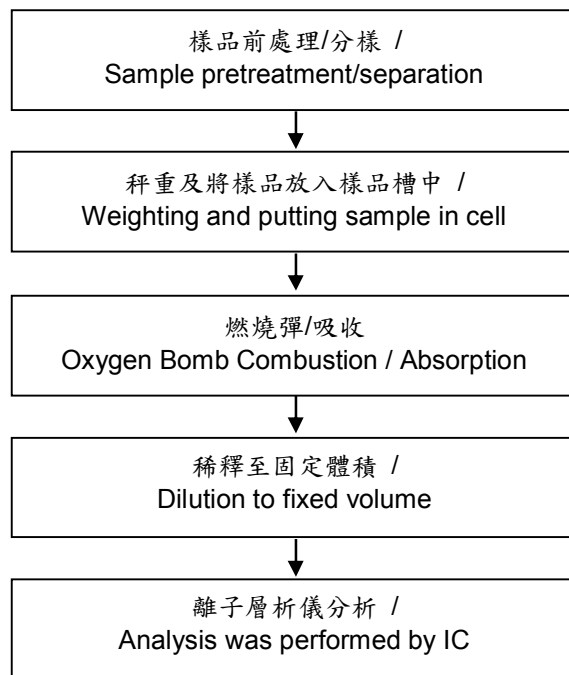 樣品前處理/分樣 /
Sample pretreatment/separation
秤重及將樣品放入樣品槽中 /
Weighting and putting sample in cell
燃燒彈/吸收
Oxygen Bomb Combustion / Absorption
稀釋至固定體積 /
Dilution to fixed volume
離子層析儀分析 /
Analysis was performed by IC